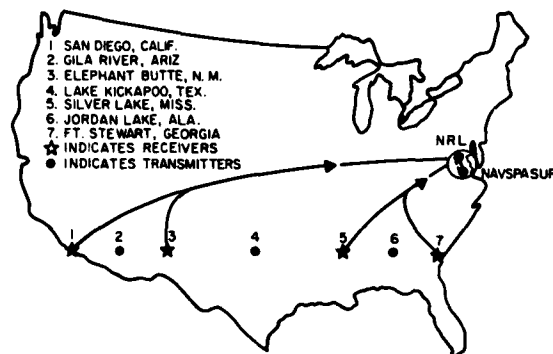 1 SAN DIEGO, CALIF.
2 GILA RIVER, ARIZ
3 ELEPHANT BUTTE, N. M.
4 LAKE KICKAPOO, TEX.
5 SILVER LAKE, MISS.
6 JORDAN LAKE, ALA.
7 FT. STEWART, GEORGIA
☆ INDICATES RECEIVERS
● INDICATES TRANSMITTERS
NRL
NAVSPASUR
1 2 3 4 5 6 7